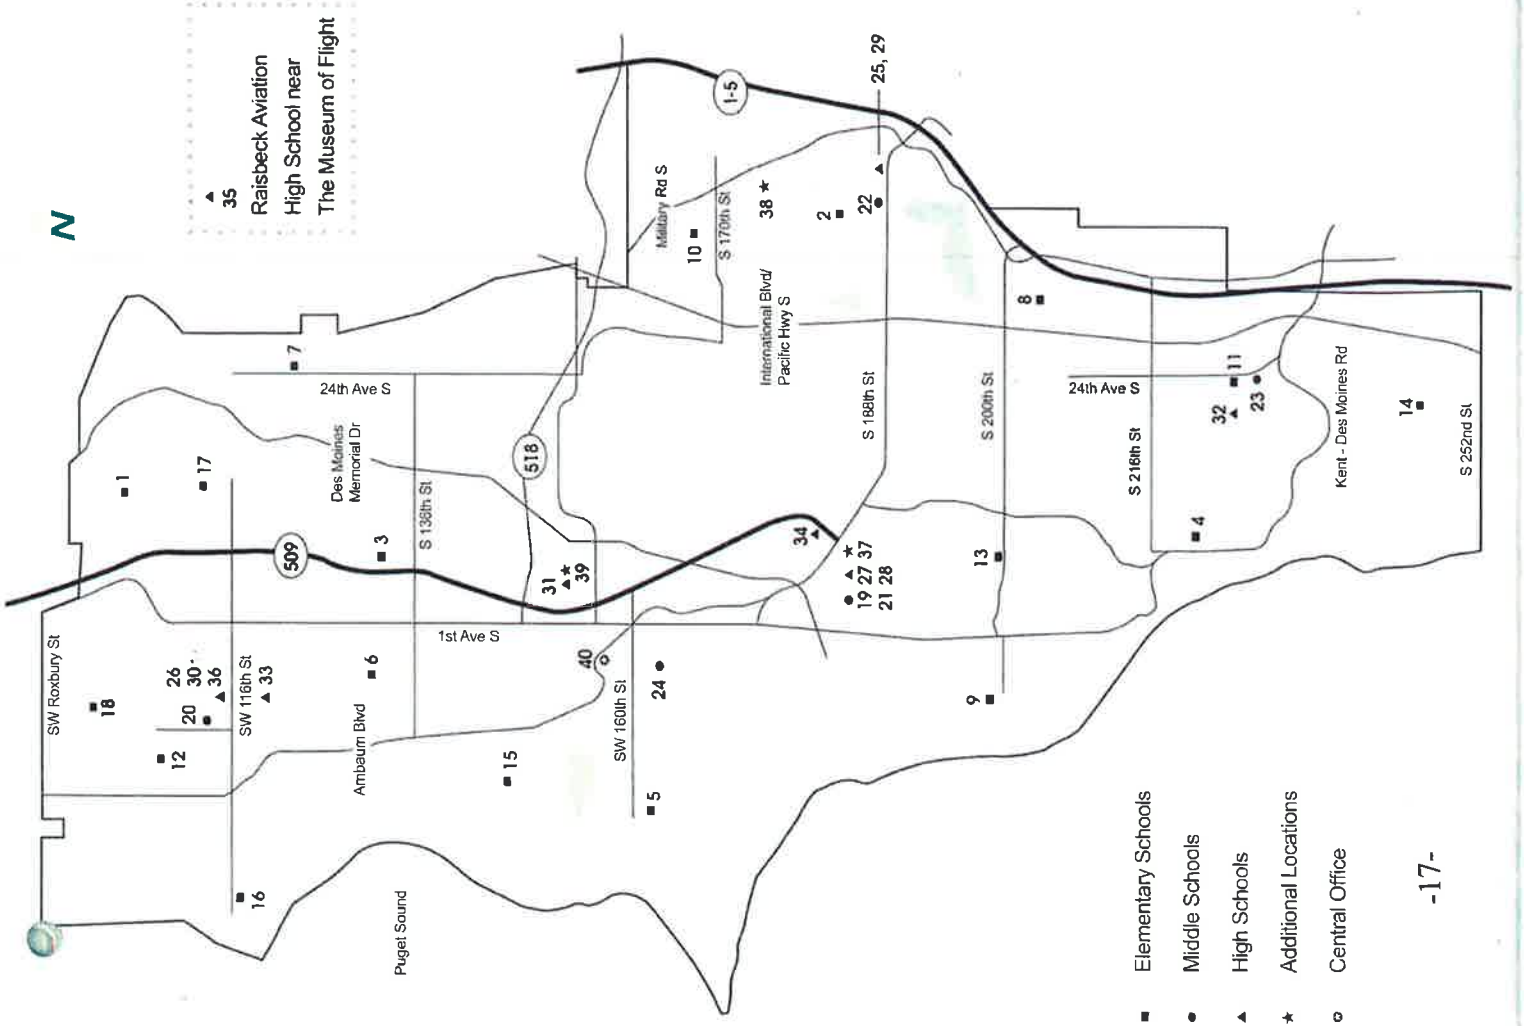 N
35
Raisbeck Aviation
High School near
The Museum of Flight
I-5
25, 29
Military Rd S
10
S 170th St
38
2
22
International Blvd/
Pacific Hwy S
8
7
24th Ave S
Des Moines
Memorial Dr
518
S 188th St
S 200th St
24th Ave S
11
32
23
Kent - Des Moines Rd
14
S 216th St
S 252nd St
1
17
S 136th St
509
3
31
39
34
37
19 27
21 28
13
4
SW Roxbury St
1st Ave S
18
26
30
36
20
SW 116th St
33
6
40
24
12
Ambaum Blvd
15
SW 160th St
5
9
16
Puget Sound
Elementary Schools
Middle Schools
High Schools
Additional Locations
Central Office
-17-